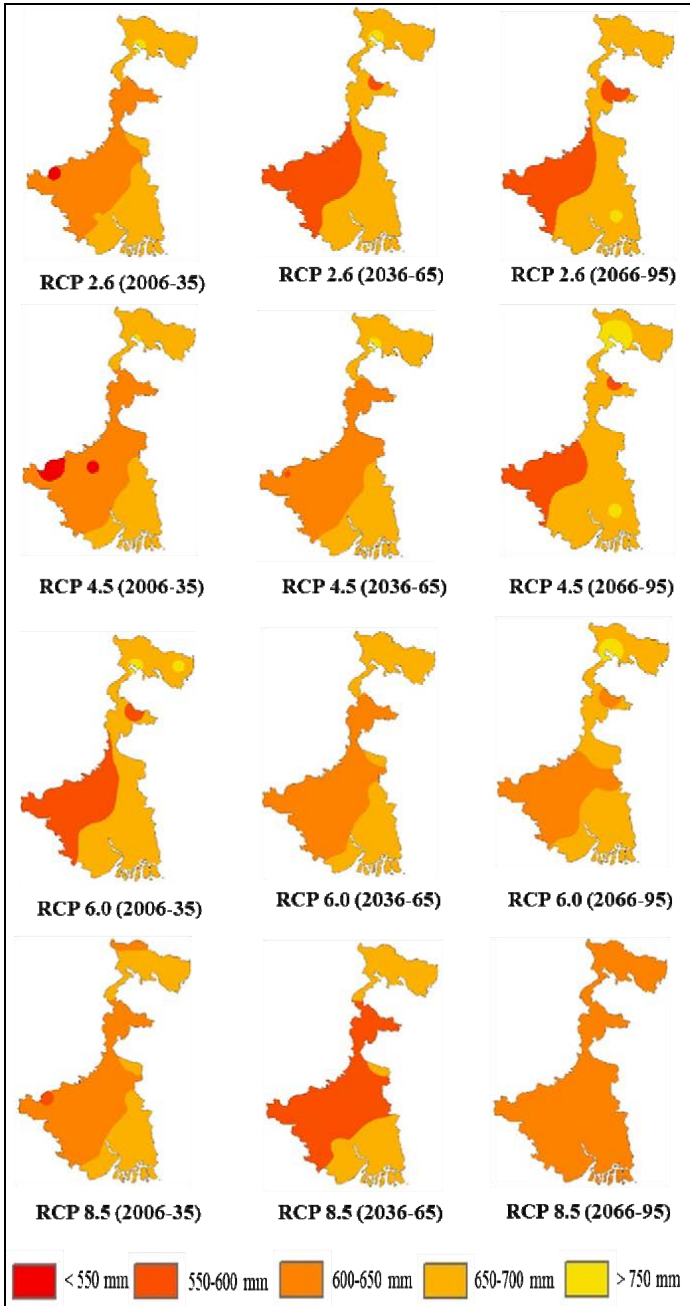 RCP 2.6 (2006-35) RCP 2.6 (2036-65) RCP 2.6 (2066-95)
RCP 4.5 (2006-35) RCP 4.5 (2036-65) RCP 4.5 (2066-95)
RCP 6.0 (2006-35) RCP 6.0 (2036-65) RCP 6.0 (2066-95)
RCP 8.5 (2006-35) RCP 8.5 (2036-65) RCP 8.5 (2066-95)
< 550 mm 550-600 mm 600-650 mm 650-700 mm > 750 mm